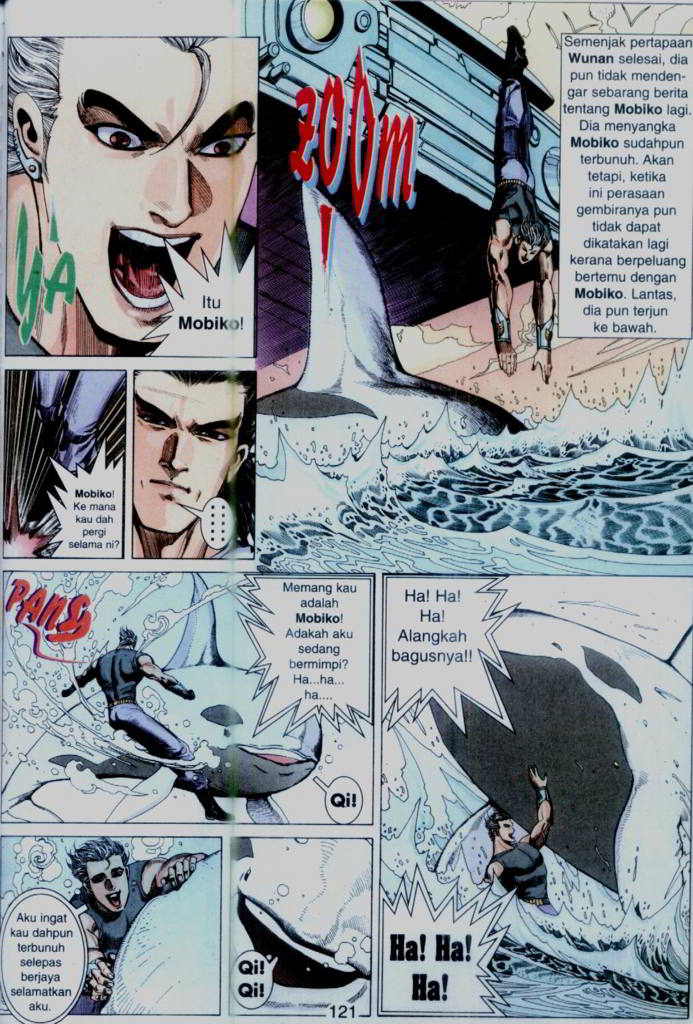 YA
Itu
Mobiko!
ZOOM
Semenjak pertapaan
Wunan selesai, dia
pun tidak menden-
gar sebarang berita
tentang Mobiko lagi.
Dia menyangka
Mobiko sudahpun
terbunuh. Akan
tetapi, ketika
ini perasaan
gembiranya pun
tidak dapat
dikatakan lagi
kerana berpeluang
bertemu dengan
Mobiko. Lantas,
dia pun terjun
ke bawah.
Mobiko!
Ke mana
kau dah
pergi
selama ni?
PANG
Memang kau
adalah
Mobiko!
Adakah aku
sedang
bermimpi?
Ha...ha...
ha....
Qi!
Ha! Ha!
Ha!
Alangkah
bagusnya!!
Aku ingat
kau dahpun
terbunuh
selepas
berjaya
selamatkan
aku.
Qi!
Qi!
Ha! Ha!
Ha!
121